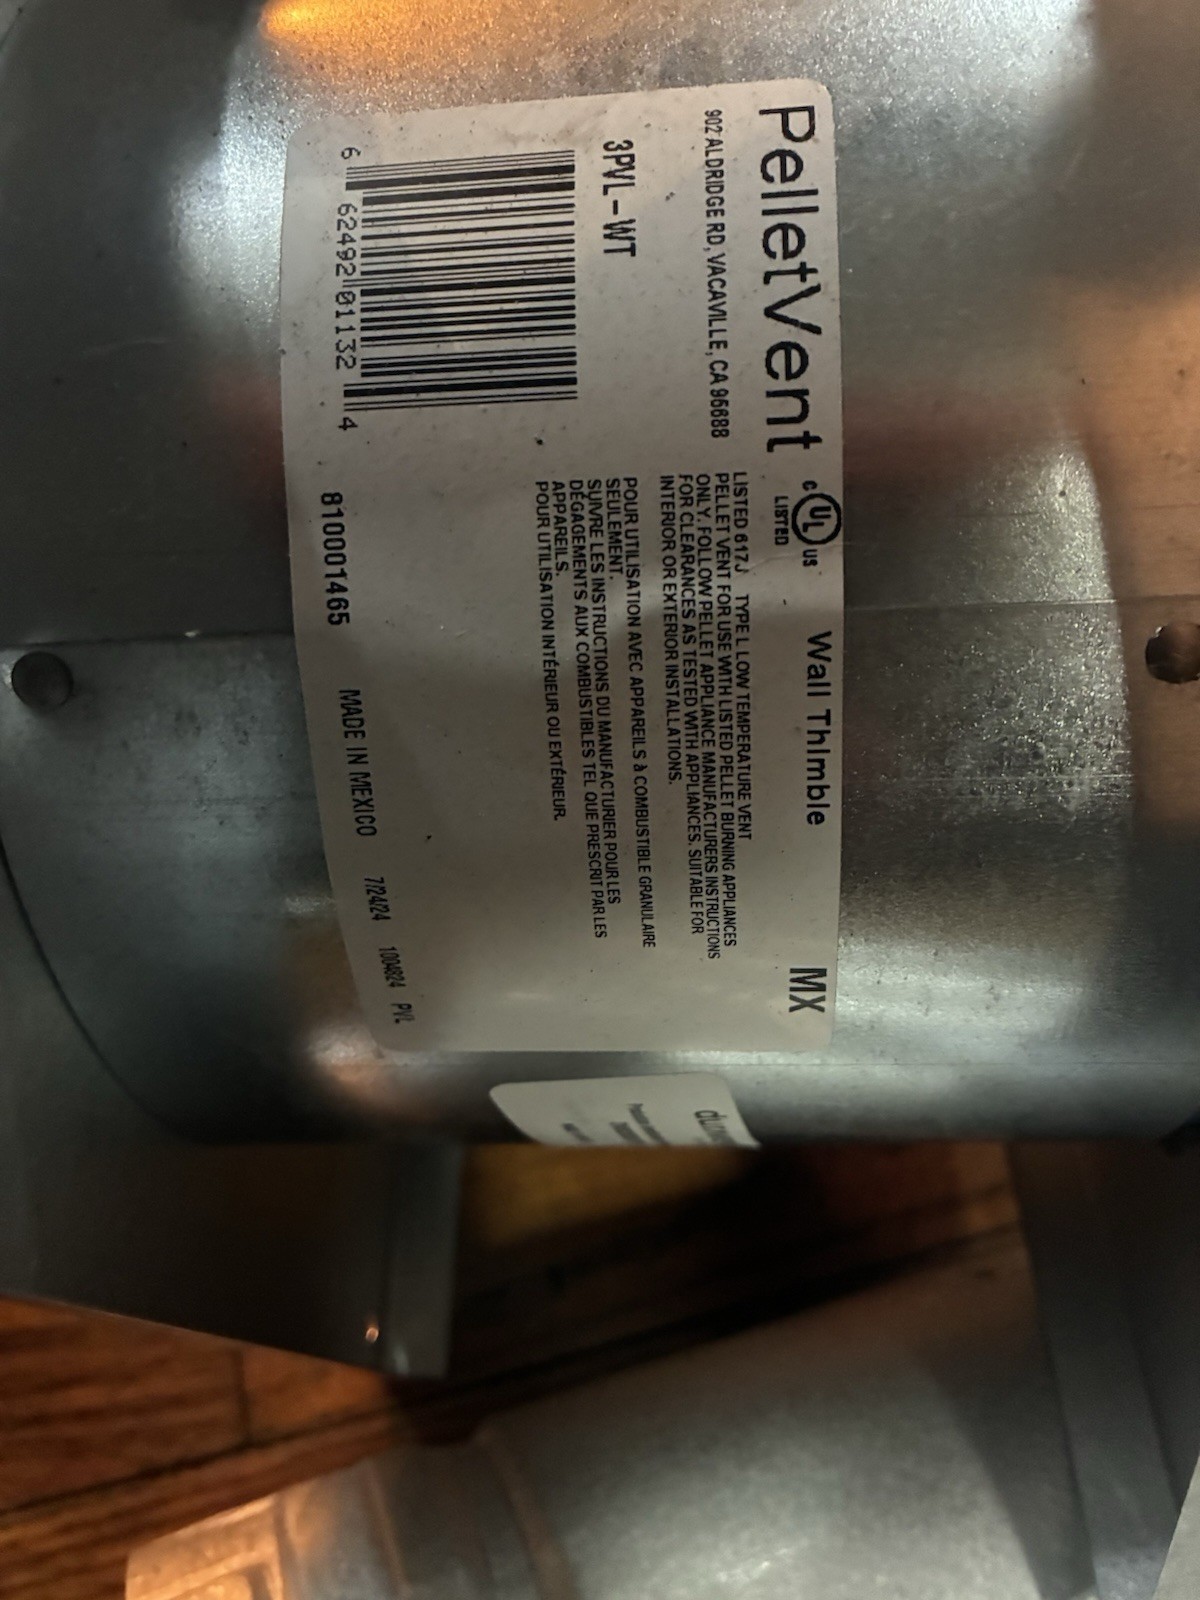 PelletVent
c UL US
LISTED
Wall Thimble
MX
902 ALDRIDGE RD, VACAVILLE, CA 95688
LISTED 617J TYPE L LOW TEMPERATURE VENT
PELLET VENT FOR USE WITH LISTED PELLET BURNING APPLIANCES
ONLY. FOLLOW PELLET APPLIANCE MANUFACTURERS INSTRUCTIONS
FOR CLEARANCES AS TESTED WITH APPLIANCES. SUITABLE FOR
INTERIOR OR EXTERIOR INSTALLATIONS.
3PVL-WT
POUR UTILISATION AVEC APPAREILS à COMBUSTIBLE GRANULAIRE
SEULEMENT.
SUIVRE LES INSTRUCTIONS DU MANUFACTURIER POUR LES
DÉGAGEMENTS AUX COMBUSTIBLES TEL QUE PRESCRIT PAR LES
APPAREILS.
POUR UTILISATION INTÉRIEUR OU EXTÉRIEUR.
6 62492 01132 4
810001465 MADE IN MEXICO 7/24/24 1004824 PVL